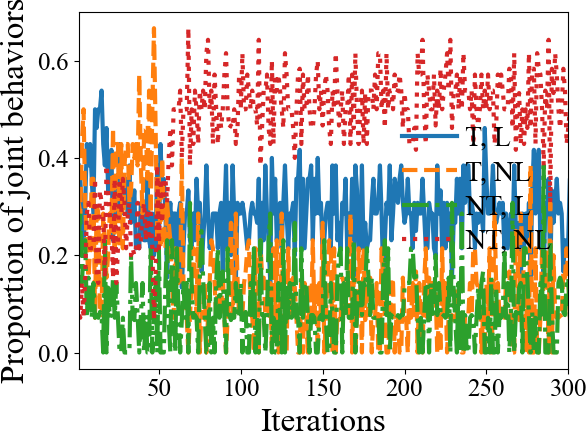 Proportion of joint behaviors
0.6
0.4
0.2
0.0
T, L
T, NL
NT, L
NT, NL
50
100
150
200
250
300
Iterations